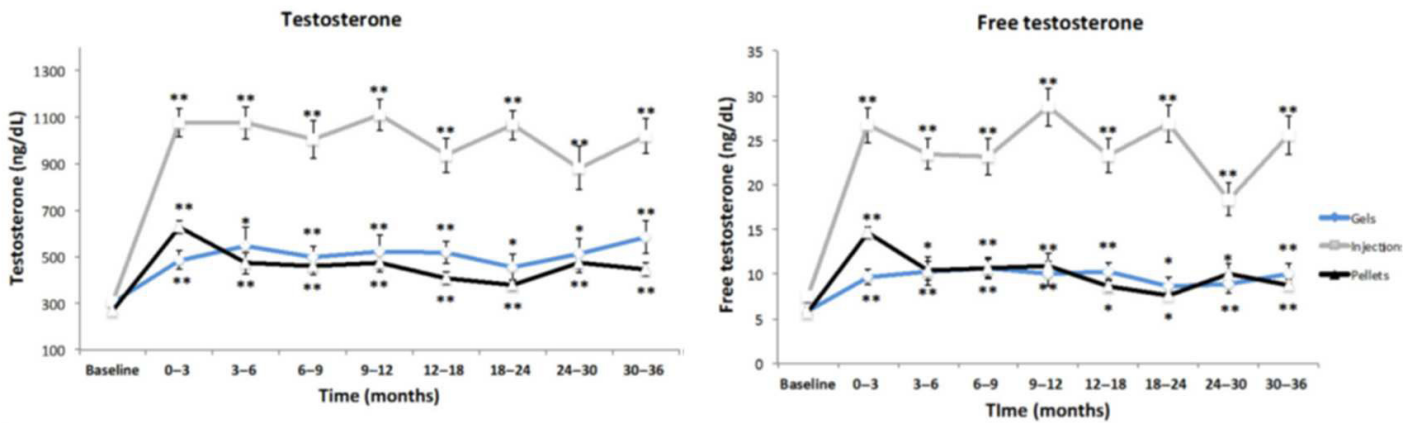 Testosterone
Testosterone (ng/dL)
1300
1100
900
700
500
300
100
** ** ** ** ** ** ** **
** * ** ** ** * * **
** ** ** ** ** ** ** **
Baseline 0–3 3–6 6–9 9–12 12–18 18–24 24–30 30–36
Time (months)
Free testosterone
Free testosterone (ng/dL)
35
30
25
20
15
10
5
0
** ** ** ** ** ** ** **
** * ** ** ** * * **
** ** ** ** * * ** **
Baseline 0–3 3–6 6–9 9–12 12–18 18–24 24–30 30–36
TIme (months)
Gels
Injections
Pellets